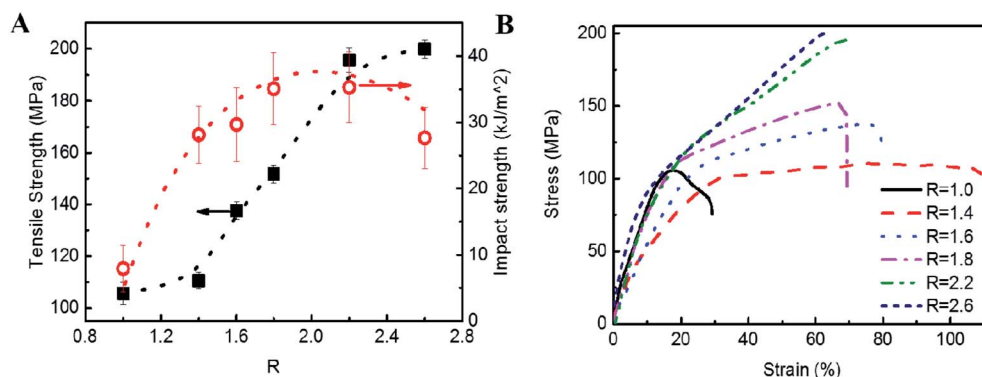 A
Tensile Strength (MPa)
200
180
160
140
120
100
0.8
1.2
1.6
2.0
2.4
2.8
R
40
30
20
10
0
Impact strength (kJ/m^2)
B
Stress (MPa)
200
150
100
50
0
0
20
40
60
80
100
Strain (%)
R=1.0
R=1.4
R=1.6
R=1.8
R=2.2
R=2.6